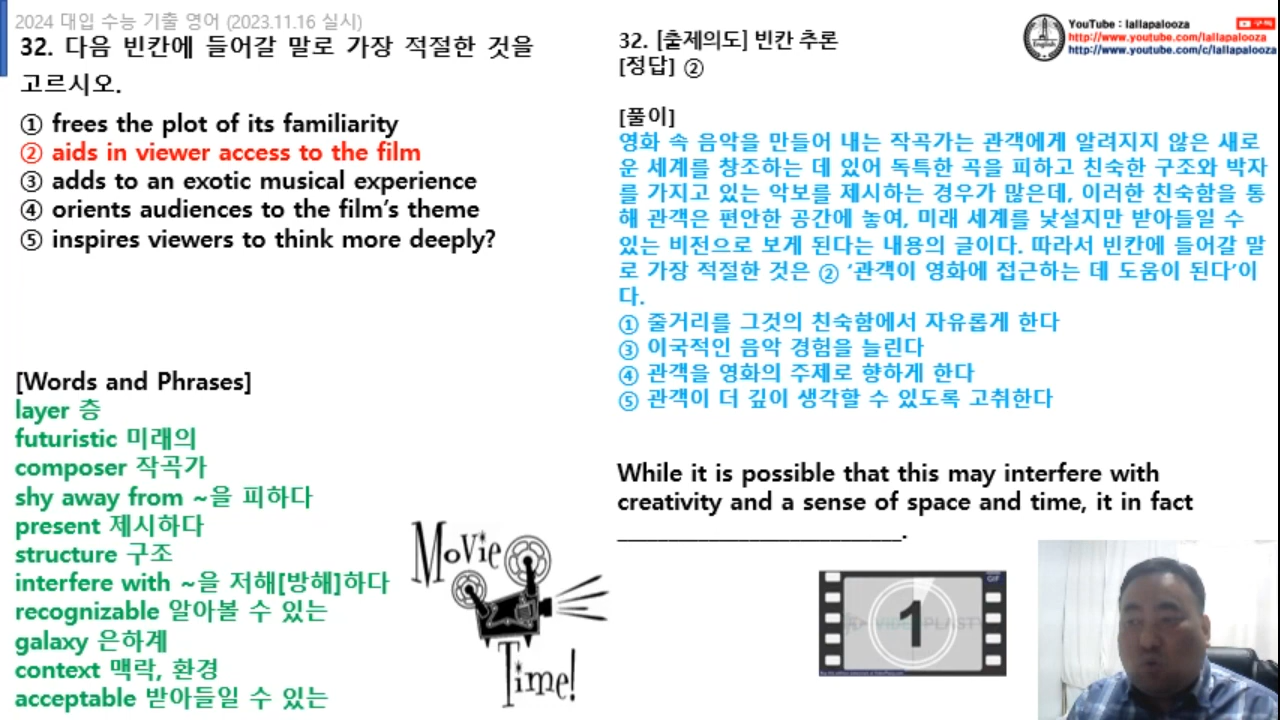 2024 대입 수능 기출 영어 (2023.11.16 실시)
32. 다음 빈칸에 들어갈 말로 가장 적절한 것을
고르시오.
① frees the plot of its familiarity
② aids in viewer access to the film
③ adds to an exotic musical experience
④ orients audiences to the film's theme
⑤ inspires viewers to think more deeply?
[Words and Phrases]
layer 층
futuristic 미래의
composer 작곡가
shy away from ~을 피하다
present 제시하다
structure 구조
interfere with ~을 저해[방해]하다
recognizable 알아볼 수 있는
galaxy 은하계
context 맥락, 환경
acceptable 받아들일 수 있는
Movie
Time!
32. [출제의도] 빈칸 추론
[정답] ②
[풀이]
영화 속 음악을 만들어 내는 작곡가는 관객에게 알려지지 않은 새로
운 세계를 창조하는 데 있어 독특한 곡을 피하고 친숙한 구조와 박자
를 가지고 있는 악보를 제시하는 경우가 많은데, 이러한 친숙함을 통
해 관객은 편안한 공간에 놓여, 미래 세계를 낯설지만 받아들일 수
있는 비전으로 보게 된다는 내용의 글이다. 따라서 빈칸에 들어갈 말
로 가장 적절한 것은 ② ‘관객이 영화에 접근하는 데 도움이 된다’이
다.
① 줄거리를 그것의 친숙함에서 자유롭게 한다
③ 이국적인 음악 경험을 늘린다
④ 관객을 영화의 주제로 향하게 한다
⑤ 관객이 더 깊이 생각할 수 있도록 고취한다
While it is possible that this may interfere with
creativity and a sense of space and time, it in fact
____________________________.
1
GIF
English
YouTube : lallapalooza
구독
http://www.youtube.com/lallapalooza
http://www.youtube.com/c/lallapalooza